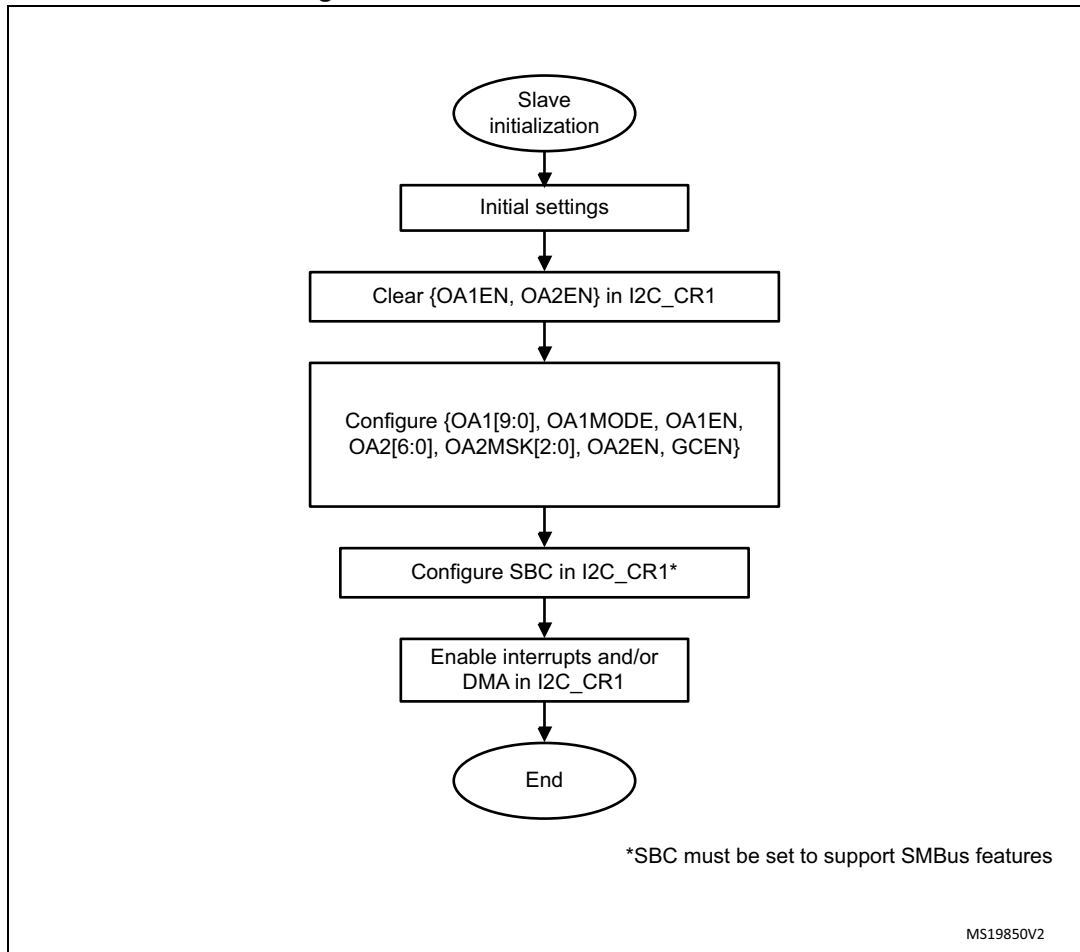 Slave
initialization
Initial settings
Clear {OA1EN, OA2EN} in I2C_CR1
Configure {OA1[9:0], OA1MODE, OA1EN,
OA2[6:0], OA2MSK[2:0], OA2EN, GCEN}
Configure SBC in I2C_CR1*
Enable interrupts and/or
DMA in I2C_CR1
End
*SBC must be set to support SMBus features
MS19850V2